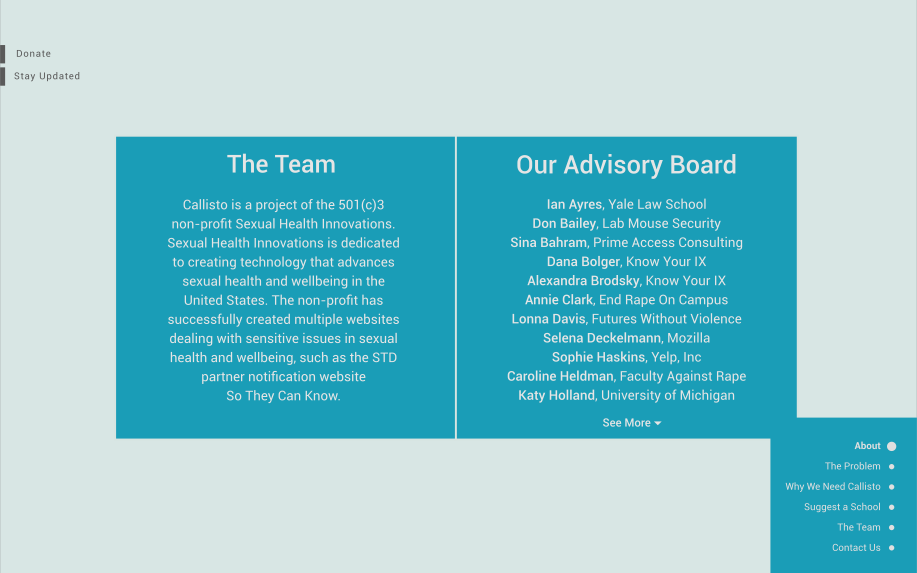 Donate
Stay Updated
The Team
Callisto is a project of the 501(c)3
non-profit Sexual Health Innovations.
Sexual Health Innovations is dedicated
to creating technology that advances
sexual health and wellbeing in the
United States. The non-profit has
successfully created multiple websites
dealing with sensitive issues in sexual
health and wellbeing, such as the STD
partner notification website
So They Can Know.
Our Advisory Board
Ian Ayres, Yale Law School
Don Bailey, Lab Mouse Security
Sina Bahram, Prime Access Consulting
Dana Bolger, Know Your IX
Alexandra Brodsky, Know Your IX
Annie Clark, End Rape On Campus
Lonna Davis, Futures Without Violence
Selena Deckelmann, Mozilla
Sophie Haskins, Yelp, Inc
Caroline Heldman, Faculty Against Rape
Katy Holland, University of Michigan
See More
About
The Problem
Why We Need Callisto
Suggest a School
The Team
Contact Us